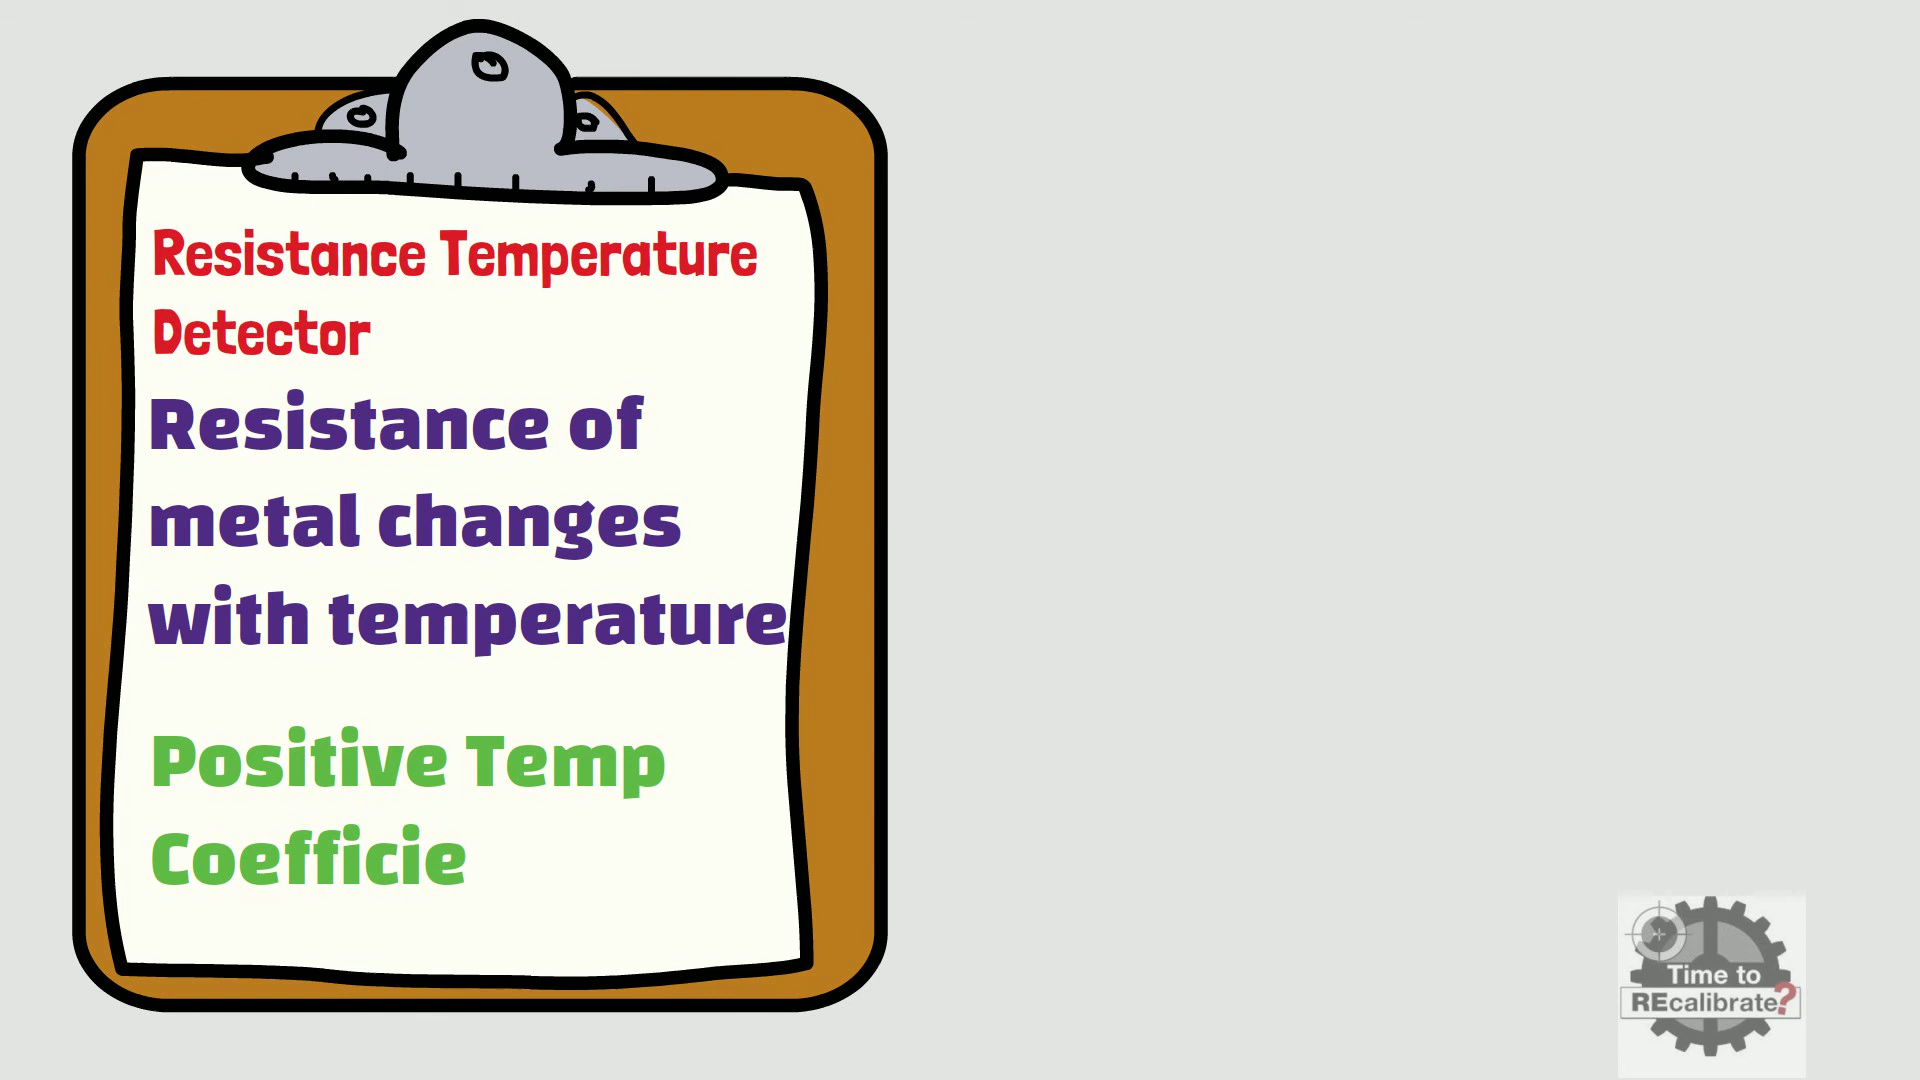 Resistance Temperature
Detector
Resistance of
metal changes
with temperature
Positive Temp
Coefficie
Time to
REcalibrate?